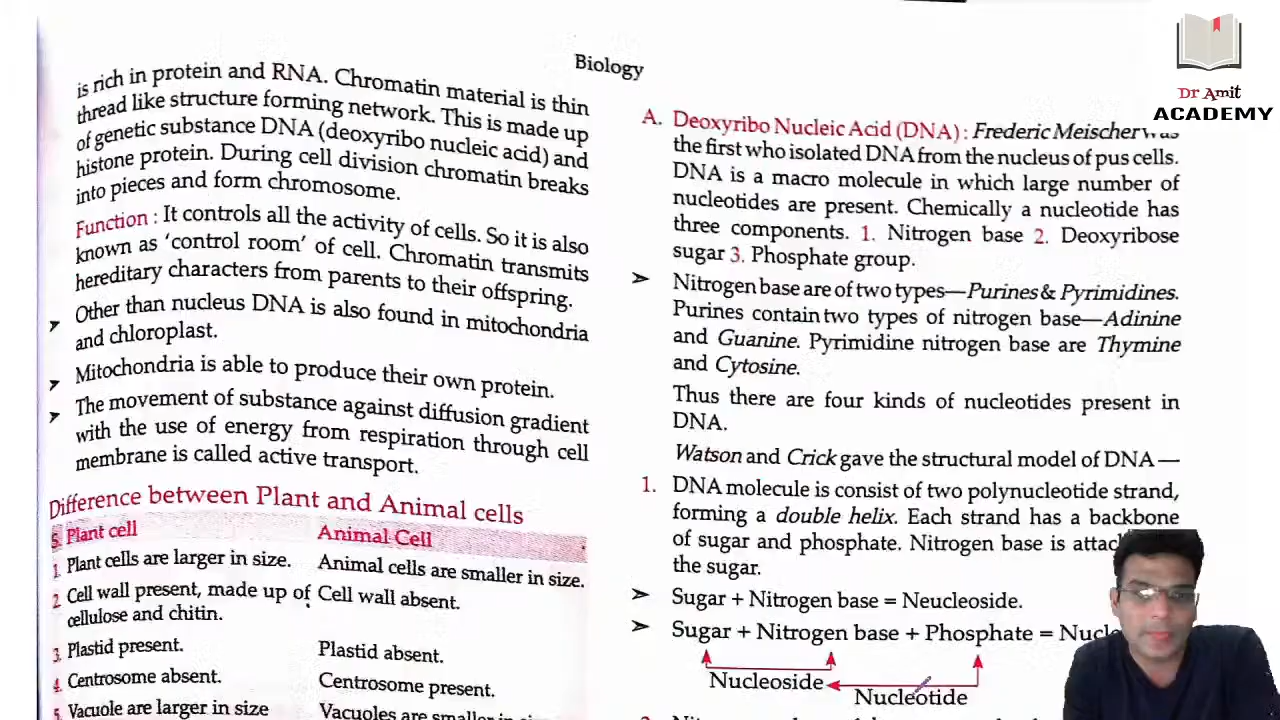 Biology
is rich in protein and RNA. Chromatin material is thin
thread like structure forming network. This is made up
of genetic substance DNA (deoxyribo nucleic acid) and
histone protein. During cell division chromatin breaks
into pieces and form chromosome.
Function : It controls all the activity of cells. So it is also
known as 'control room' of cell. Chromatin transmits
hereditary characters from parents to their offspring.
➤ Other than nucleus DNA is also found in mitochondria
and chloroplast.
➤ Mitochondria is able to produce their own protein.
➤ The movement of substance against diffusion gradient
with the use of energy from respiration through cell
membrane is called active transport.
Difference between Plant and Animal cells
S. Plant cell Animal Cell
1. Plant cells are larger in size. Animal cells are smaller in size.
2. Cell wall present, made up of Cell wall absent.
cellulose and chitin.
3. Plastid present. Plastid absent.
4. Centrosome absent. Centrosome present.
5. Vacuole are larger in size Vacuoles are smaller in size
A. Deoxyribo Nucleic Acid (DNA) : Frederic Meischer was
the first who isolated DNA from the nucleus of pus cells.
DNA is a macro molecule in which large number of
nucleotides are present. Chemically a nucleotide has
three components. 1. Nitrogen base 2. Deoxyribose
sugar 3. Phosphate group.
➤ Nitrogen base are of two types—Purines & Pyrimidines.
Purines contain two types of nitrogen base—Adinine
and Guanine. Pyrimidine nitrogen base are Thymine
and Cytosine.
Thus there are four kinds of nucleotides present in
DNA.
Watson and Crick gave the structural model of DNA—
1. DNA molecule is consist of two polynucleotide strand,
forming a double helix. Each strand has a backbone
of sugar and phosphate. Nitrogen base is attac
the sugar.
➤ Sugar + Nitrogen base = Neucleoside.
➤ Sugar + Nitrogen base + Phosphate = Nucl
Nucleoside
Nucleotide
Dr Amit
ACADEMY